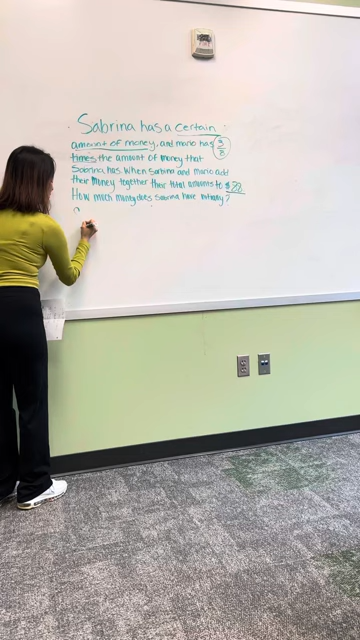 Sabrina has a certain
amount of money, and mario has 3/8
times the amount of money that
Sabrina has. When Sabrina and mario add
their money together their total amounts to $90.
How much money does Sabrina have initially?